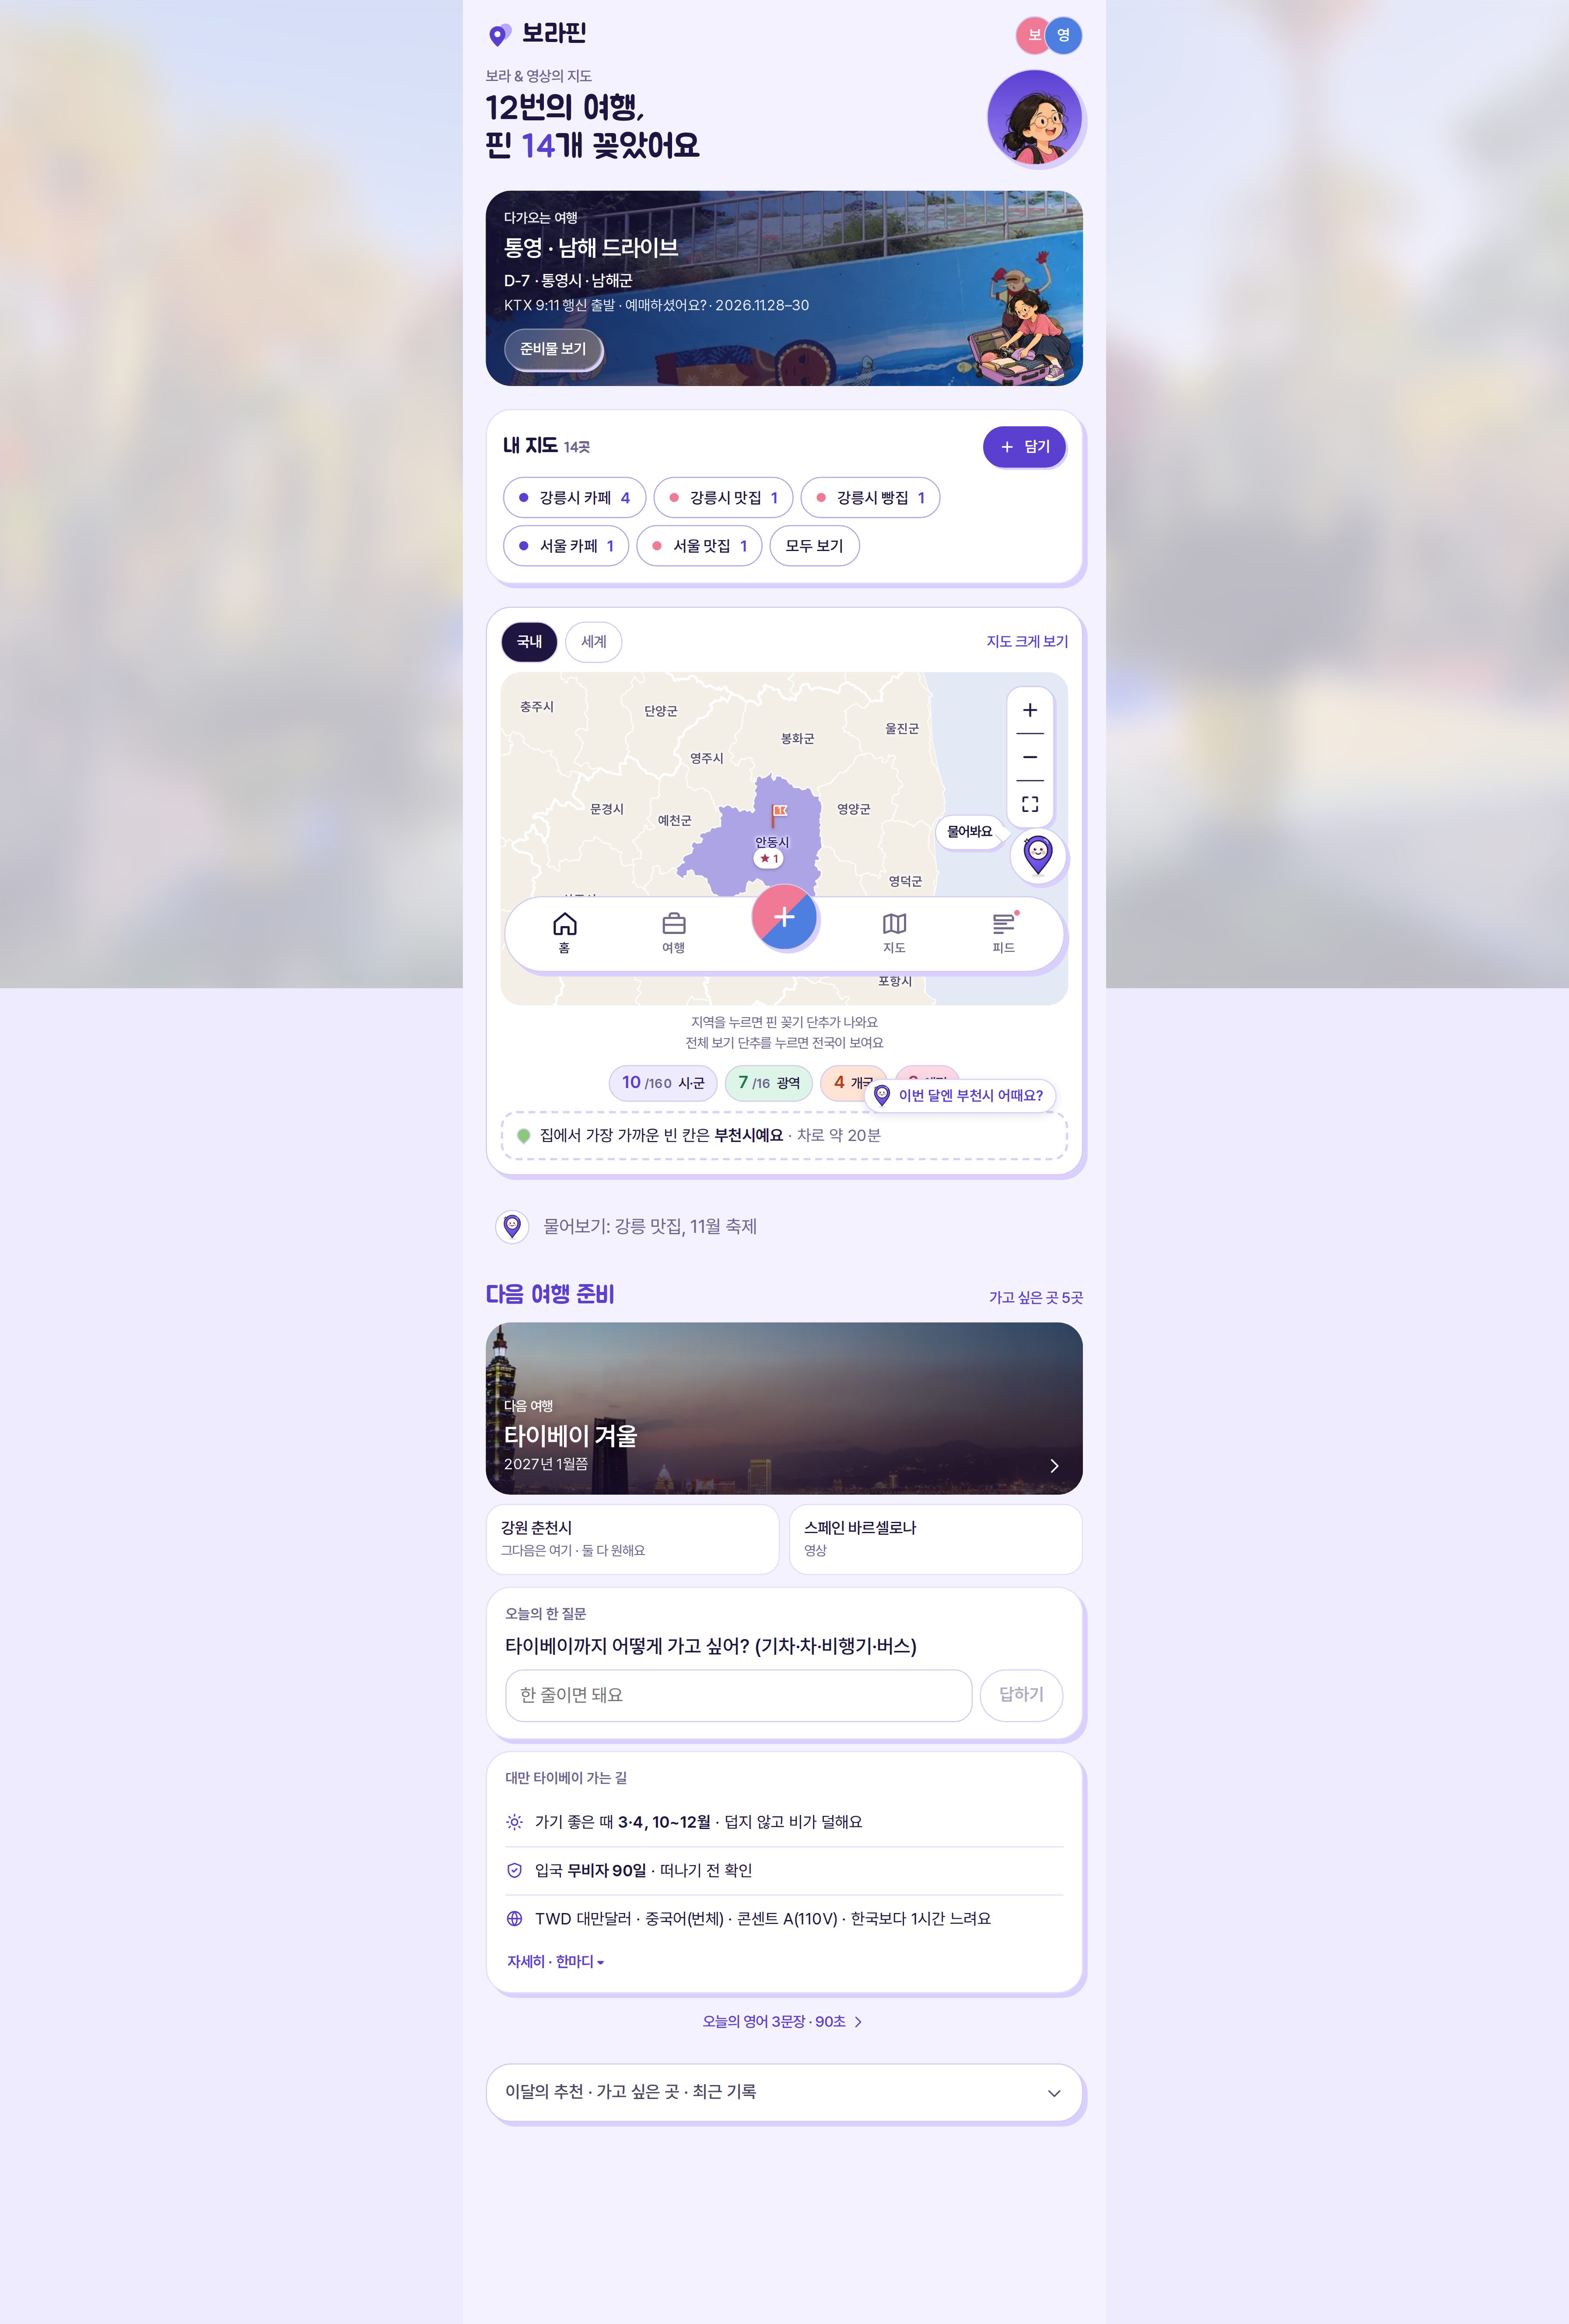 보라핀
보 영
보라 & 영상의 지도
12번의 여행,
핀 14개 꽂았어요
다가오는 여행
통영 · 남해 드라이브
D-7 · 통영시 · 남해군
KTX 9:11 행신 출발 · 예매하셨어요? · 2026.11.28–30
준비물 보기
내 지도 14곳
+ 담기
강릉시 카페 4
강릉시 맛집 1
강릉시 빵집 1
서울 카페 1
서울 맛집 1
모두 보기
국내
세계
지도 크게 보기
충주시
단양군
울진군
봉화군
영주시
문경시
예천군
영양군
물어봐요
안동시
★ 1
영덕군
홈
여행
지도
피드
포항시
지역을 누르면 핀 꽂기 단추가 나와요
전체 보기 단추를 누르면 전국이 보여요
10 /160 시·군
7 /16 광역
4
이번 달엔 부천시 어때요?
집에서 가장 가까운 빈 칸은 부천시예요 · 차로 약 20분
물어보기: 강릉 맛집, 11월 축제
다음 여행 준비
가고 싶은 곳 5곳
다음 여행
타이베이 겨울
2027년 1월쯤
강원 춘천시
그다음은 여기 · 둘 다 원해요
스페인 바르셀로나
영상
오늘의 한 질문
타이베이까지 어떻게 가고 싶어? (기차·차·비행기·버스)
한 줄이면 돼요
답하기
대만 타이베이 가는 길
가기 좋은 때 3·4, 10~12월 · 덥지 않고 비가 덜해요
입국 무비자 90일 · 떠나기 전 확인
TWD 대만달러 · 중국어(번체) · 콘센트 A(110V) · 한국보다 1시간 느려요
자세히 · 한마디
오늘의 영어 3문장 · 90초
이달의 추천 · 가고 싶은 곳 · 최근 기록